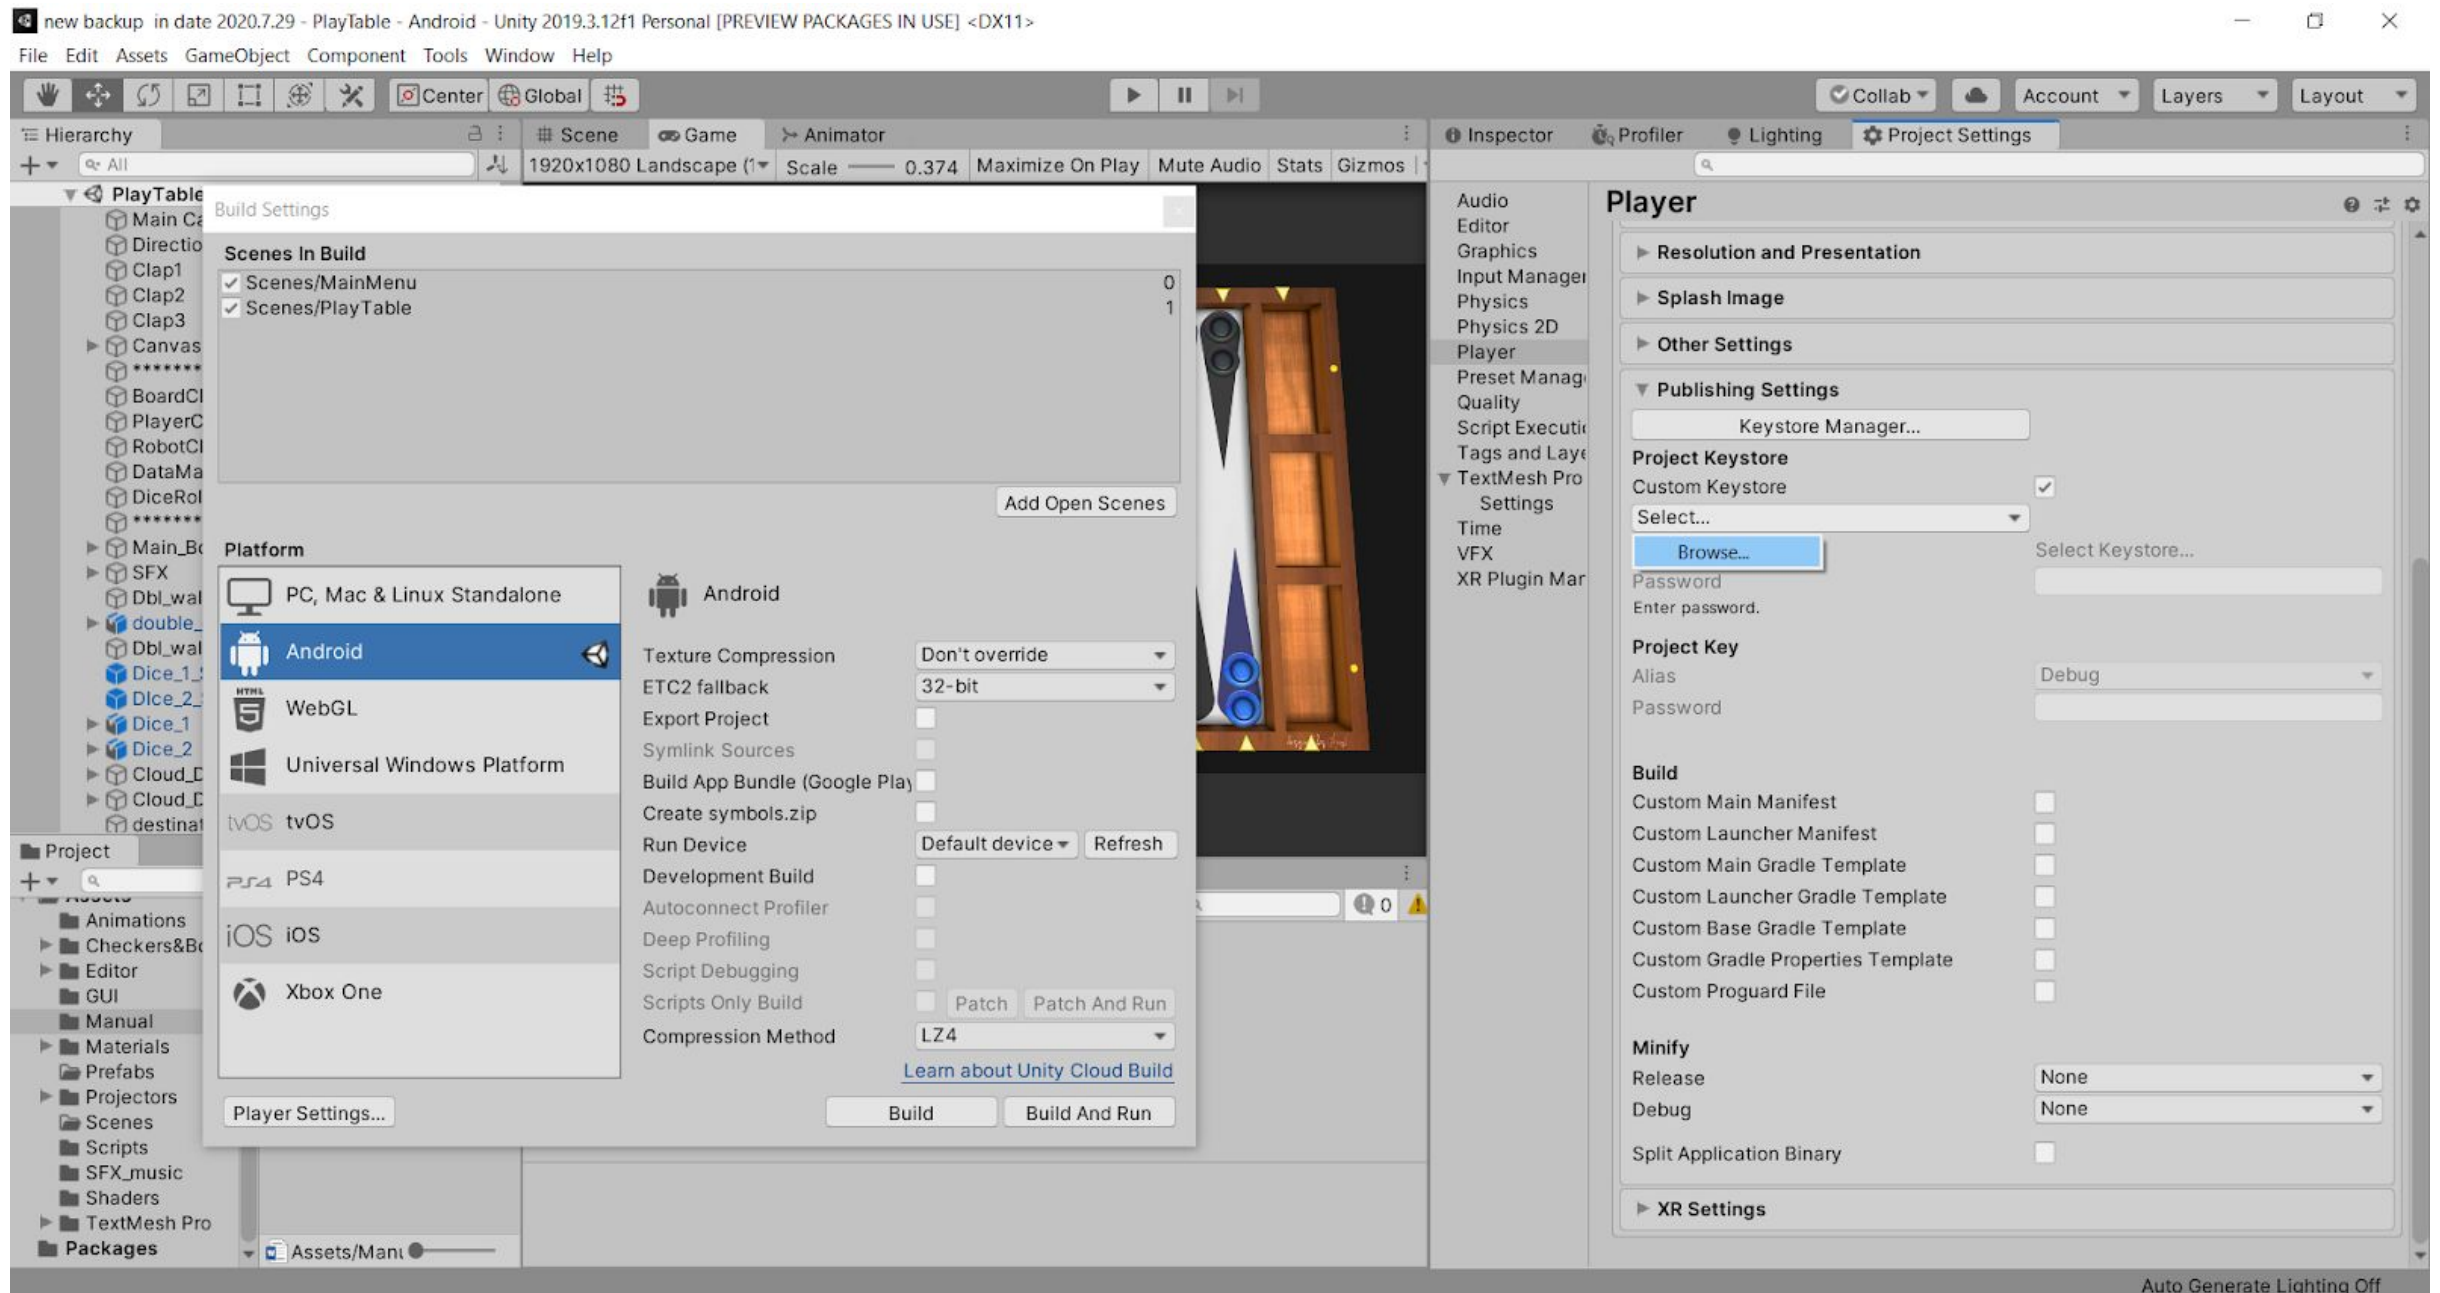 new backup  in date 2020.7.29 - PlayTable - Android - Unity 2019.3.12f1 Personal [PREVIEW PACKAGES IN USE] <DX11>
File Edit Assets GameObject Component Tools Window Help
Center Global Collab Account Layers Layout
Hierarchy
All
PlayTable
Main Ca
Directio
Clap1
Clap2
Clap3
Canvas
*******
BoardCl
PlayerC
RobotCl
DataMa
DiceRol
*******
Main_Bo
SFX
Dbl_wal
double_
Dbl_wal
Dice_1_S
DIce_2_
Dice_1
Dice_2
Cloud_D
Cloud_D
destinat
Scene Game Animator
1920x1080 Landscape (1 Scale 0.374 Maximize On Play Mute Audio Stats Gizmos
Build Settings
Scenes In Build
Scenes/MainMenu 0
Scenes/PlayTable 1
Add Open Scenes
Platform
PC, Mac & Linux Standalone
Android
HTML 5 WebGL
Universal Windows Platform
tvOS tvOS
PS4 PS4
iOS iOS
Xbox One
Player Settings...
Android
Texture Compression Don't override
ETC2 fallback 32-bit
Export Project
Symlink Sources
Build App Bundle (Google Play
Create symbols.zip
Run Device Default device Refresh
Development Build
Autoconnect Profiler
Deep Profiling
Script Debugging
Scripts Only Build Patch Patch And Run
Compression Method LZ4
Learn about Unity Cloud Build
Build Build And Run
Project
Assets
Animations
Checkers&Bo
Editor
GUI
Manual
Materials
Prefabs
Projectors
Scenes
Scripts
SFX_music
Shaders
TextMesh Pro
Packages
Assets/Manu
0
Inspector Profiler Lighting Project Settings
Audio
Editor
Graphics
Input Manager
Physics
Physics 2D
Player
Preset Manag
Quality
Script Executi
Tags and Laye
TextMesh Pro
Settings
Time
VFX
XR Plugin Mar
Player
Resolution and Presentation
Splash Image
Other Settings
Publishing Settings
Keystore Manager...
Project Keystore
Custom Keystore
Select...
Browse... Select Keystore...
Password
Enter password.
Project Key
Alias Debug
Password
Build
Custom Main Manifest
Custom Launcher Manifest
Custom Main Gradle Template
Custom Launcher Gradle Template
Custom Base Gradle Template
Custom Gradle Properties Template
Custom Proguard File
Minify
Release None
Debug None
Split Application Binary
XR Settings
Auto Generate Lighting Off